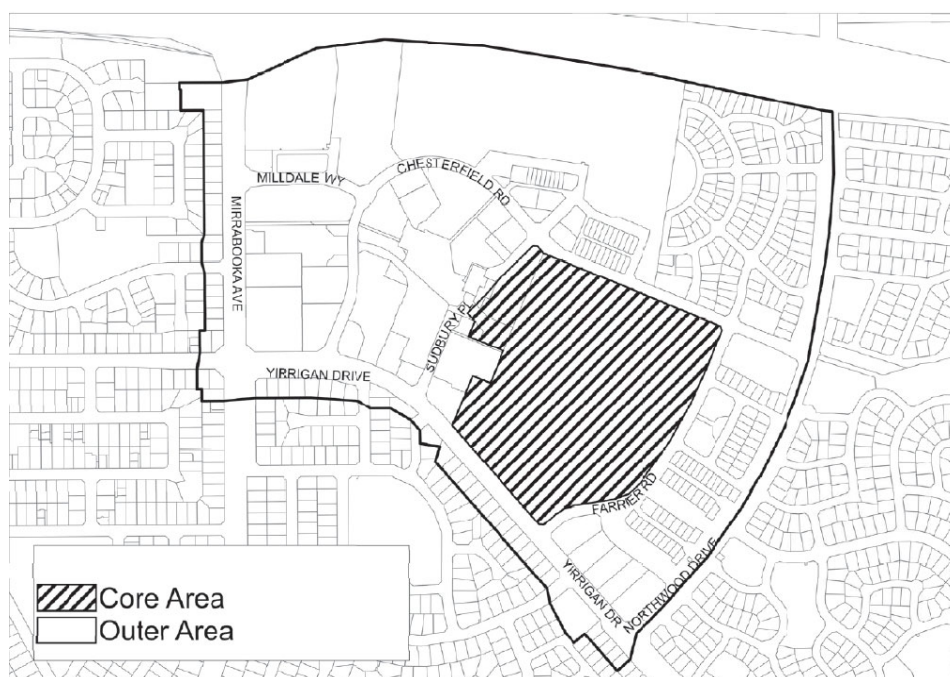 CHESTERFIELD RD
MILLDALE WY
MIRRABOOKA AVE
SUDBURY PL
YIRRIGAN DRIVE
FARRIER RD
YIRRIGAN DR
NORTHWOOD DRIVE
Core Area
Outer Area